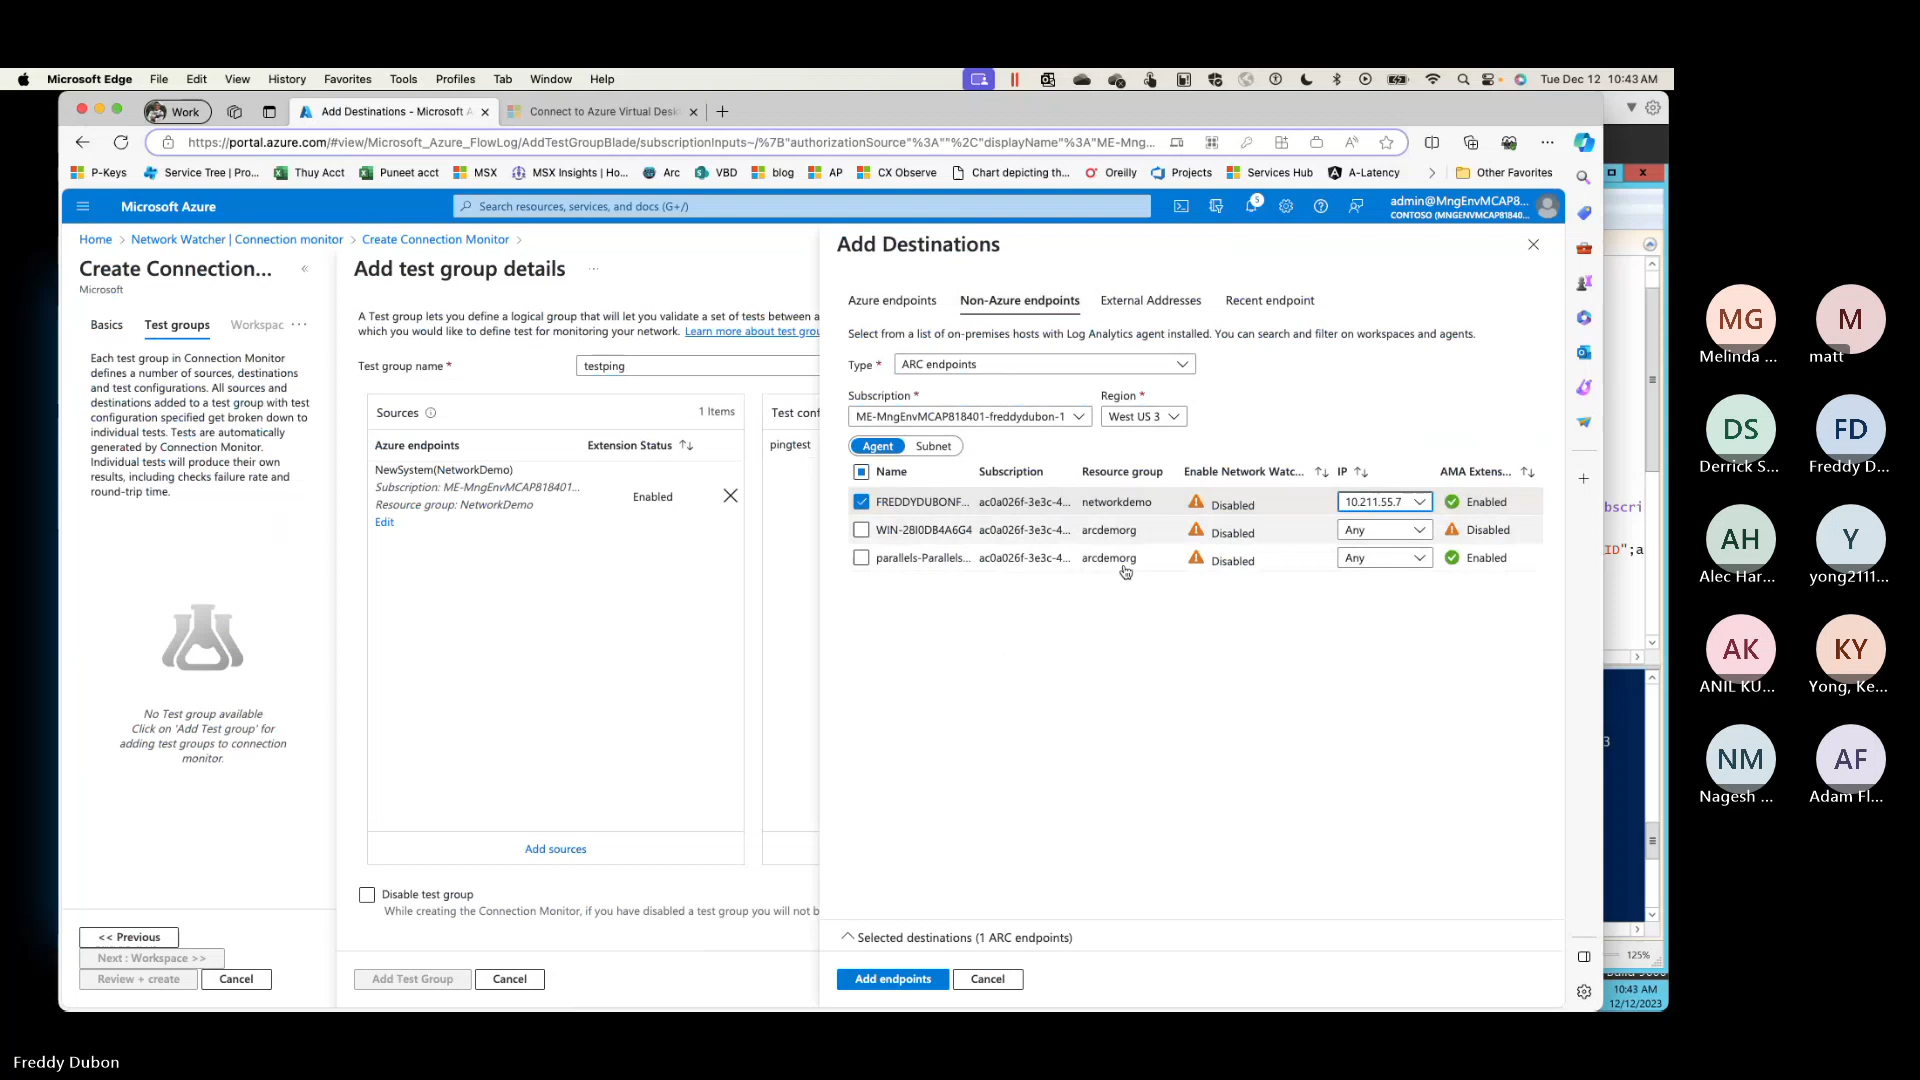 Microsoft Edge File Edit View History Favorites Tools Tab Window Help Tue Dec 12 10:43 AM
Work Add Destinations - Microsoft A Connect to Azure Virtual Desk
https://portal.azure.com/#view/Microsoft_Azure_FlowLog/AddTestGroupBlade/subscriptionInputs~/%7B"authorizationSource"%3A""%2C"displayName"%3A"ME-Mng...
P-Keys Service Tree | Pro... Thuy Acct Puneet acct MSX MSX Insights | Ho... Arc VBD blog AP CX Observe Chart depicting th... Oreilly Projects Services Hub A-Latency Other Favorites
Microsoft Azure Search resources, services, and docs (G+/) 5 admin@MngEnvMCAP8...
CONTOSO (MNGENVMCAP81840...
Home > Network Watcher | Connection monitor > Create Connection Monitor >
Create Connection...
Microsoft
Basics Test groups Workspac ...
Each test group in Connection Monitor
defines a number of sources, destinations
and test configurations. All sources and
destinations added to a test group with test
configuration specified get broken down to
individual tests. Tests are automatically
generated by Connection Monitor.
Individual tests will produce their own
results, including checks failure rate and
round-trip time.
No Test group available
Click on 'Add Test group' for
adding test groups to connection
monitor.
<< Previous
Next : Workspace >>
Review + create Cancel
Add test group details ...
A Test group lets you define a logical group that will let you validate a set of tests between a
which you would like to define test for monitoring your network. Learn more about test grou
Test group name * testping
Sources 1 Items Test conf
Azure endpoints Extension Status pingtest
NewSystem(NetworkDemo)
Subscription: ME-MngEnvMCAP818401...
Resource group: NetworkDemo
Enabled
Edit
Add sources
Disable test group
While creating the Connection Monitor, if you have disabled a test group you will not b
Add Test Group Cancel
Add Destinations
Azure endpoints Non-Azure endpoints External Addresses Recent endpoint
Select from a list of on-premises hosts with Log Analytics agent installed. You can search and filter on workspaces and agents.
Type * ARC endpoints
Subscription * Region *
ME-MngEnvMCAP818401-freddydubon-1 West US 3
Agent Subnet
Name Subscription Resource group Enable Network Watc... IP AMA Extens...
FREDDYDUBONF... ac0a026f-3e3c-4... networkdemo Disabled 10.211.55.7 Enabled
WIN-28I0DB4A6G4 ac0a026f-3e3c-4... arcdemorg Disabled Any Disabled
parallels-Parallels... ac0a026f-3e3c-4... arcdemorg Disabled Any Enabled
Selected destinations (1 ARC endpoints)
Add endpoints Cancel
bscri
ID";a
3
125%
10:43 AM
12/12/2023
MG M
Melinda ... matt
DS FD
Derrick S... Freddy D...
AH Y
Alec Har... yong2111...
AK KY
ANIL KU... Yong, Ke...
NM AF
Nagesh ... Adam Fl...
Freddy Dubon